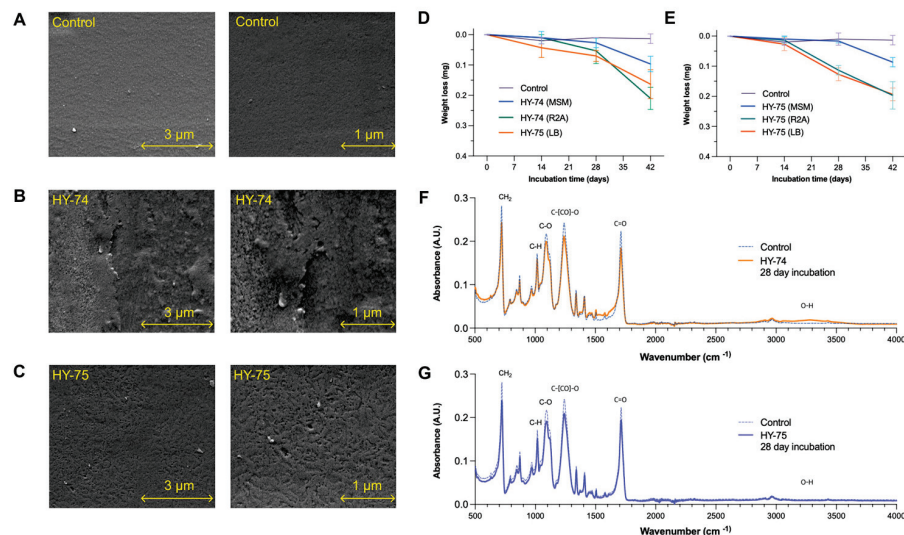 A
Control
3 µm
Control
1 µm
B
HY-74
3 µm
HY-74
1 µm
C
HY-75
3 µm
HY-75
1 µm
D
Weight loss (mg)
0.0
0.1
0.2
0.3
0.4
Control
HY-74 (MSM)
HY-74 (R2A)
HY-75 (LB)
0 7 14 21 28 35 42
Incubation time (days)
E
Weight loss (mg)
0.0
0.1
0.2
0.3
0.4
Control
HY-75 (MSM)
HY-75 (R2A)
HY-75 (LB)
0 7 14 21 28 35 42
Incubation time (days)
F
Absorbance (A.U.)
0.3
0.2
0.1
0.0
CH2
C-H
C-O
C-[CO]-O
C=O
O-H
Control
HY-74
28 day incubation
500 1000 1500 2000 2500 3000 3500 4000
Wavenumber (cm-1)
G
Absorbance (A.U.)
0.3
0.2
0.1
0.0
CH2
C-H
C-O
C-[CO]-O
C=O
O-H
Control
HY-75
28 day incubation
500 1000 1500 2000 2500 3000 3500 4000
Wavenumber (cm-1)